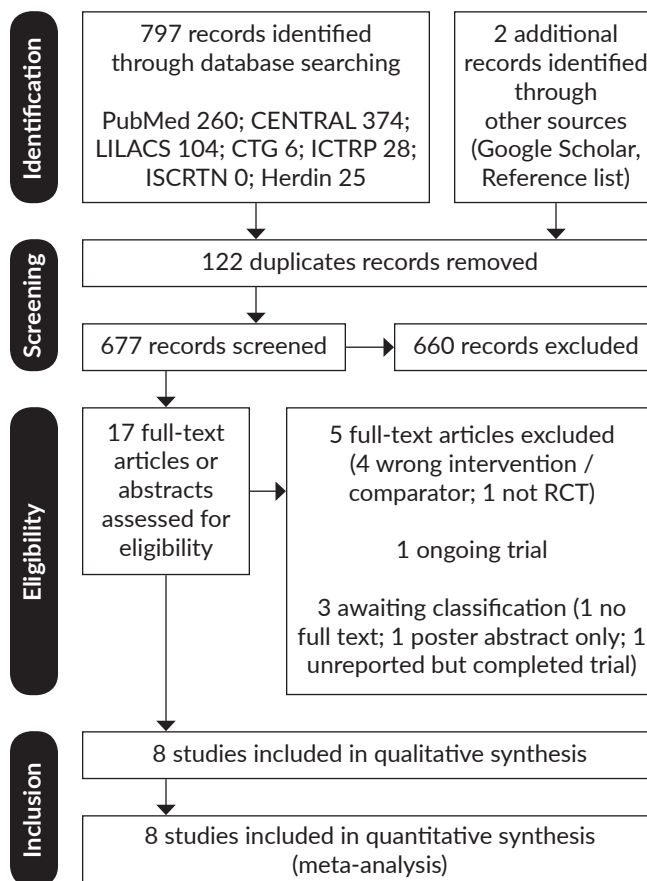 Identification
797 records identified
through database searching
PubMed 260; CENTRAL 374;
LILACS 104; CTG 6; ICTRP 28;
ISCRTN 0; Herdin 25
2 additional
records identified
through
other sources
(Google Scholar,
Reference list)
Screening
122 duplicates records removed
677 records screened
660 records excluded
Eligibility
17 full-text
articles or
abstracts
assessed for
eligibility
5 full-text articles excluded
(4 wrong intervention /
comparator; 1 not RCT)
1 ongoing trial
3 awaiting classification (1 no
full text; 1 poster abstract only; 1
unreported but completed trial)
Inclusion
8 studies included in qualitative synthesis
8 studies included in quantitative synthesis
(meta-analysis)